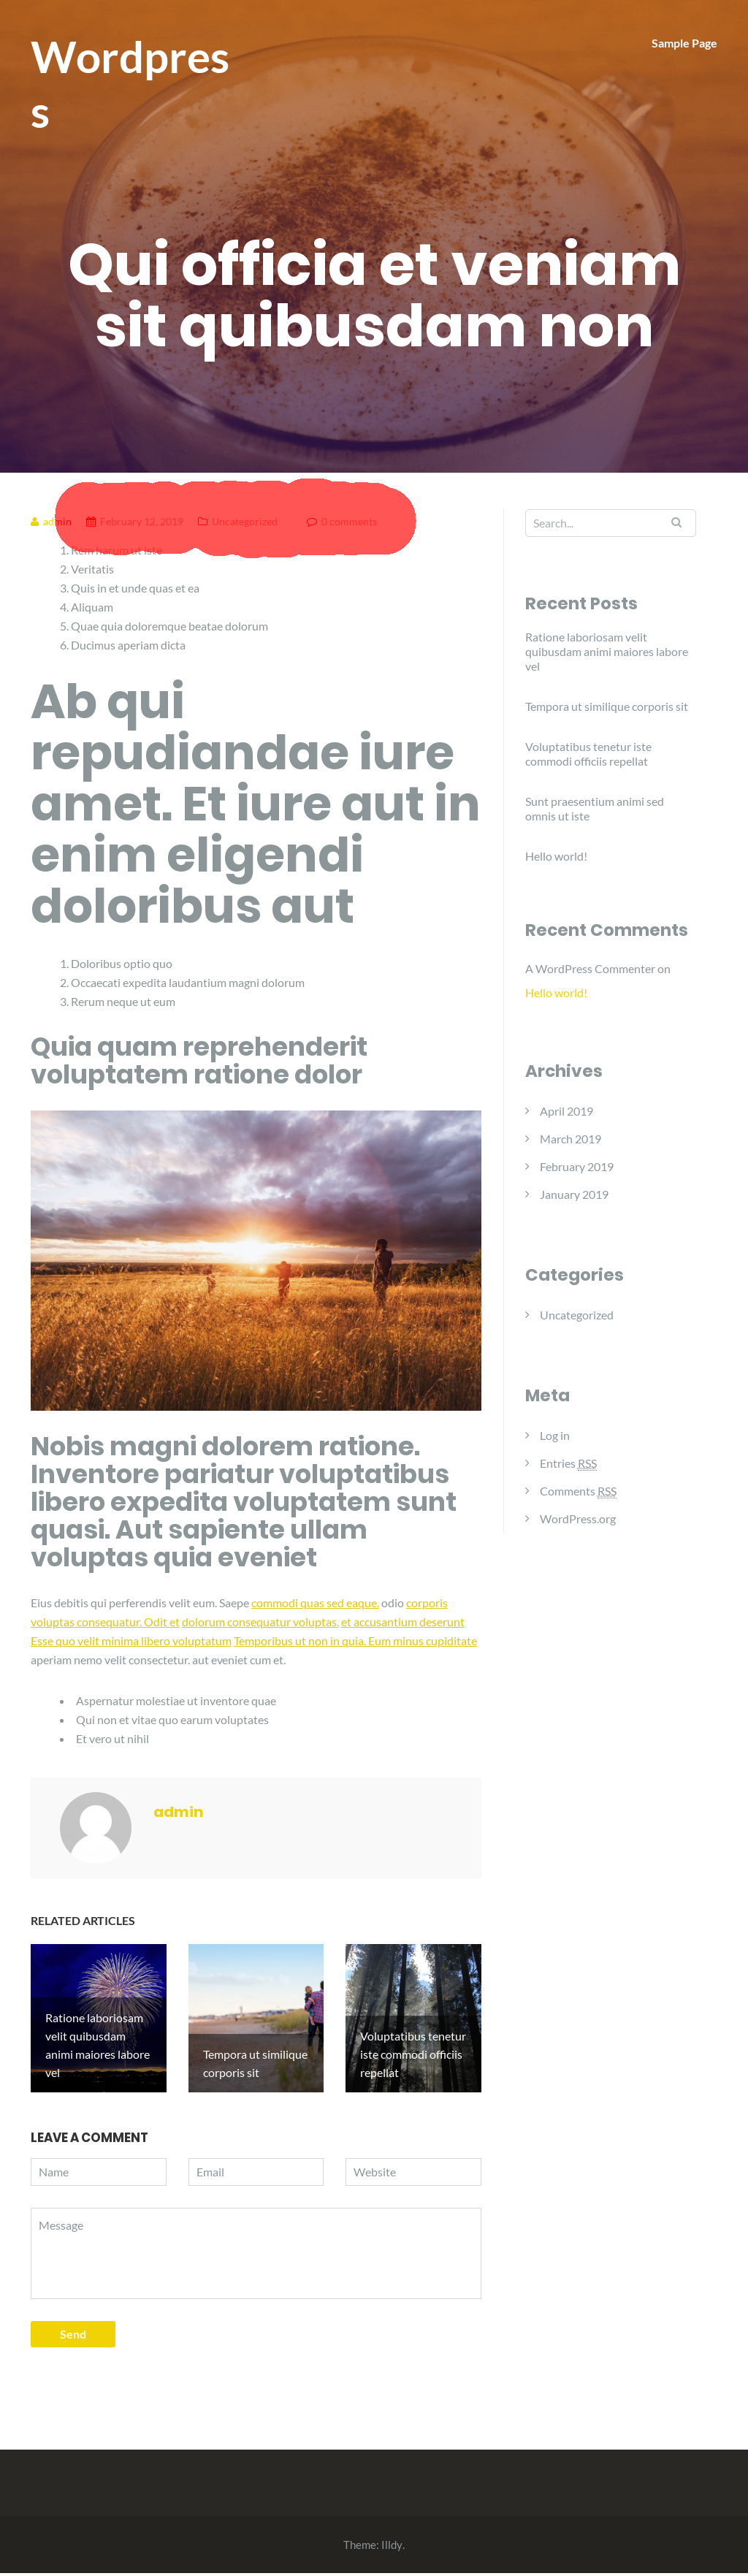 Wordpres
s
Sample Page
Qui officia et veniam
sit quibusdam non
admin February 12, 2019 Uncategorized 0 comments
1. Rem harum ut iste
2. Veritatis
3. Quis in et unde quas et ea
4. Aliquam
5. Quae quia doloremque beatae dolorum
6. Ducimus aperiam dicta
Ab qui
repudiandae iure
amet. Et iure aut in
enim eligendi
doloribus aut
1. Doloribus optio quo
2. Occaecati expedita laudantium magni dolorum
3. Rerum neque ut eum
Quia quam reprehenderit
voluptatem ratione dolor
Nobis magni dolorem ratione.
Inventore pariatur voluptatibus
libero expedita voluptatem sunt
quasi. Aut sapiente ullam
voluptas quia eveniet
Eius debitis qui perferendis velit eum. Saepe commodi quas sed eaque. odio corporis
voluptas consequatur. Odit et dolorum consequatur voluptas. et accusantium deserunt
Esse quo velit minima libero voluptatum Temporibus ut non in quia. Eum minus cupiditate
aperiam nemo velit consectetur. aut eveniet cum et.
• Aspernatur molestiae ut inventore quae
• Qui non et vitae quo earum voluptates
• Et vero ut nihil
admin
RELATED ARTICLES
Ratione laboriosam
velit quibusdam
animi maiores labore
vel
Tempora ut similique
corporis sit
Voluptatibus tenetur
iste commodi officiis
repellat
LEAVE A COMMENT
Name
Email
Website
Message
Send
Search...
Recent Posts
Ratione laboriosam velit
quibusdam animi maiores labore
vel
Tempora ut similique corporis sit
Voluptatibus tenetur iste
commodi officiis repellat
Sunt praesentium animi sed
omnis ut iste
Hello world!
Recent Comments
A WordPress Commenter on
Hello world!
Archives
April 2019
March 2019
February 2019
January 2019
Categories
Uncategorized
Meta
Log in
Entries RSS
Comments RSS
WordPress.org
Theme: Illdy.